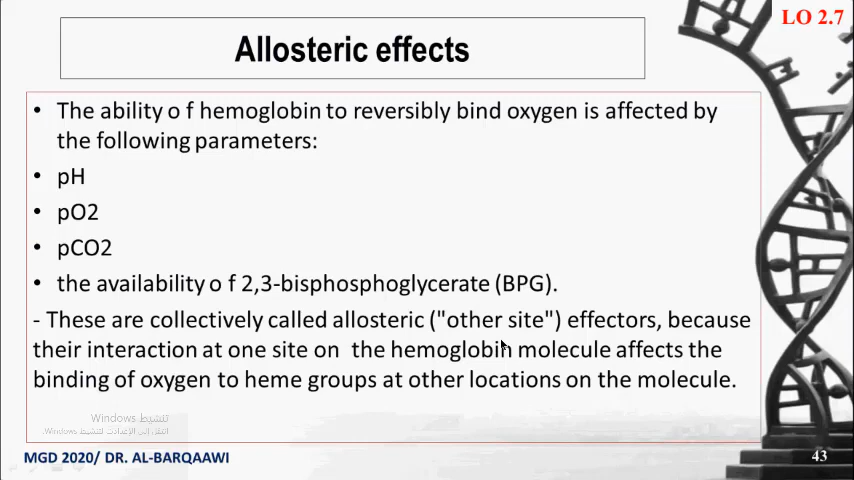 LO 2.7
Allosteric effects
• The ability o f hemoglobin to reversibly bind oxygen is affected by
the following parameters:
• pH
• pO2
• pCO2
• the availability o f 2,3-bisphosphoglycerate (BPG).
- These are collectively called allosteric ("other site") effectors, because
their interaction at one site on the hemoglobin molecule affects the
binding of oxygen to heme groups at other locations on the molecule.
تنشيط Windows
انتقل إلى الإعدادات لتنشيط Windows.
MGD 2020/ DR. AL-BARQAAWI
43